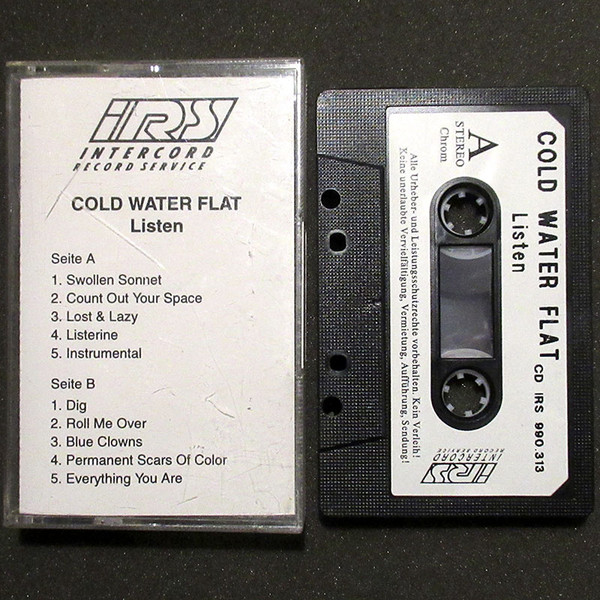 iRS
INTERCORD
RECORD SERVICE
COLD WATER FLAT
Listen
Seite A
1. Swollen Sonnet
2. Count Out Your Space
3. Lost & Lazy
4. Listerine
5. Instrumental
Seite B
1. Dig
2. Roll Me Over
3. Blue Clowns
4. Permanent Scars Of Color
5. Everything You Are
COLD WATER FLAT CD IRS 990.313
Listen
A
STEREO
Chrom
Alle Urheber- und Leistungsschutzrechte vorbehalten. Kein Verleih!
Keine unerlaubte Vervielfältigung, Vermietung, Aufführung, Sendung!
iRS
INTERCORD
RECORD SERVICE